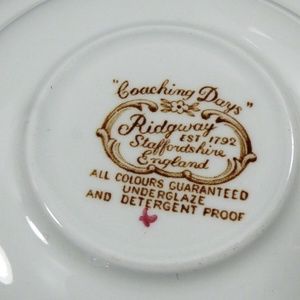 "Coaching Days"
Ridgway
EST 1792
Staffordshire
England
ALL COLOURS GUARANTEED
UNDERGLAZE
AND DETERGENT PROOF